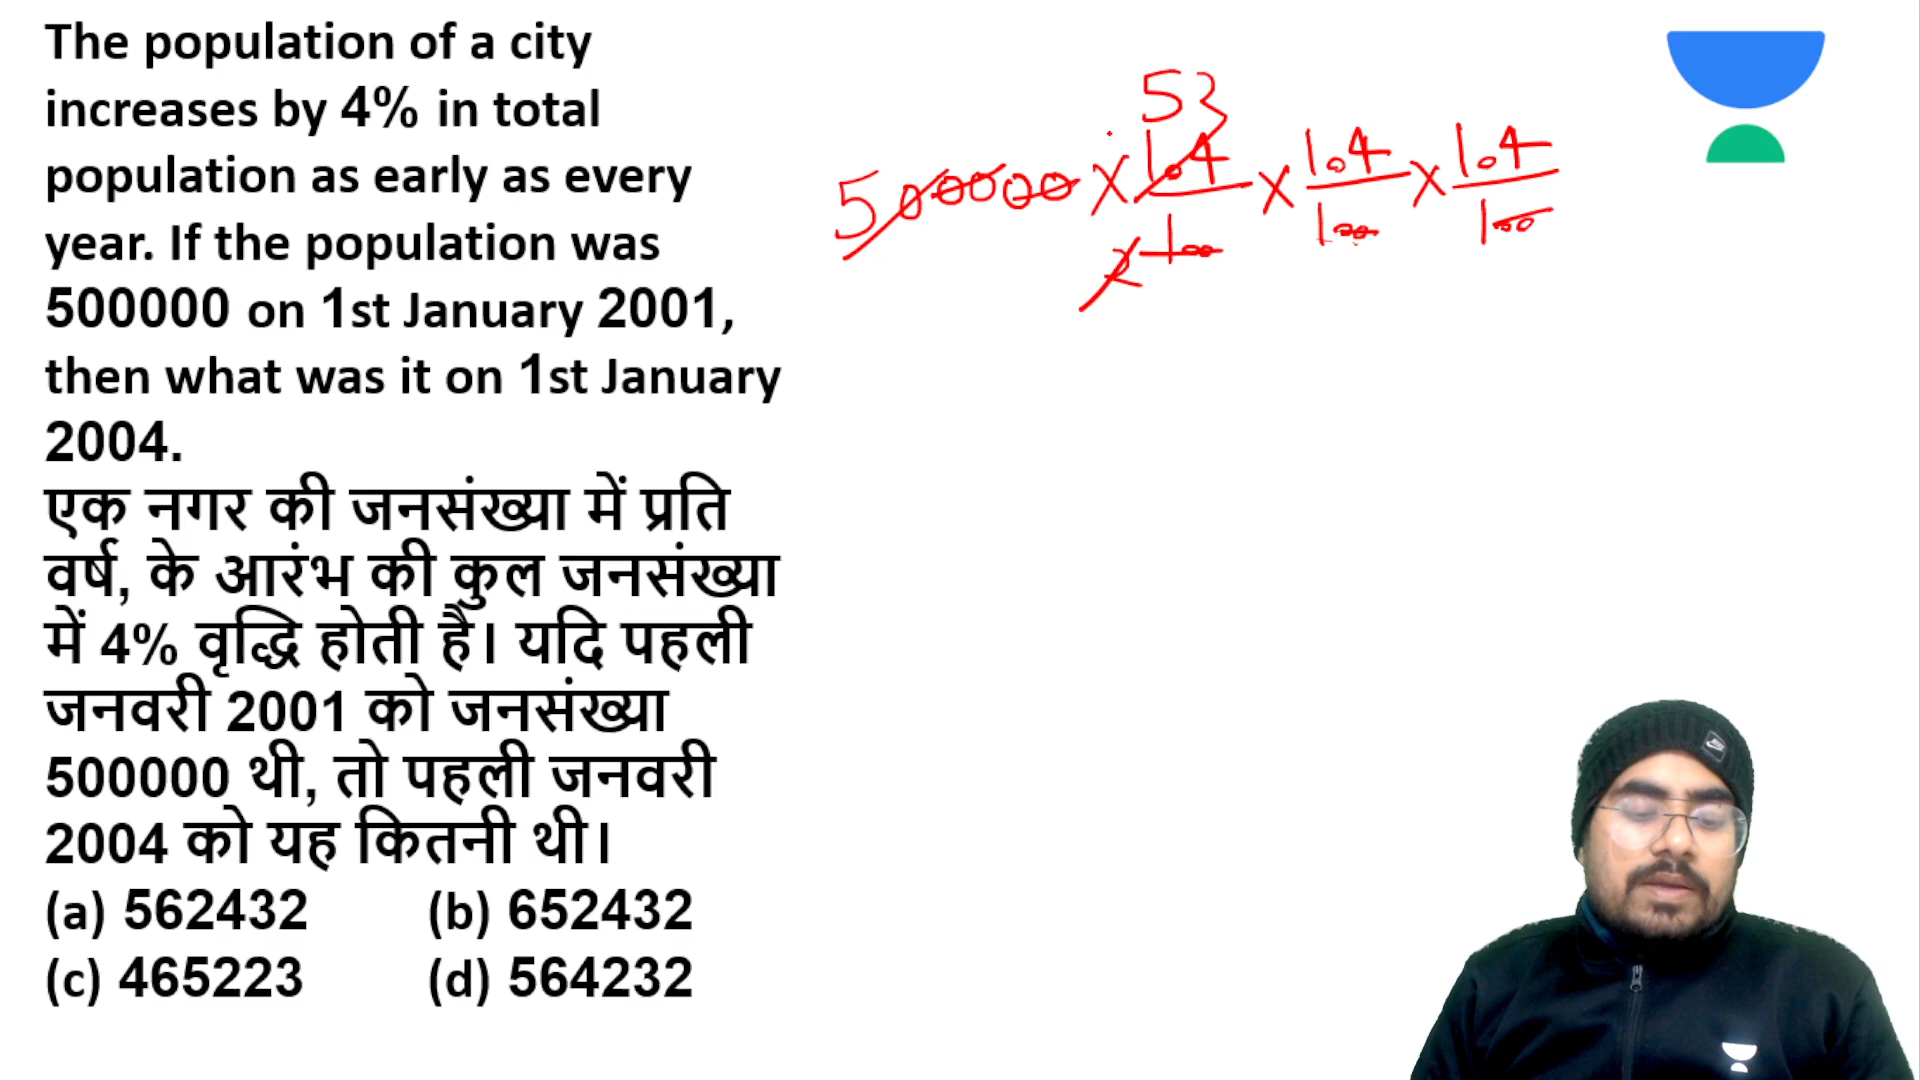 The population of a city
increases by 4% in total
population as early as every
year. If the population was
500000 on 1st January 2001,
then what was it on 1st January
2004.
एक नगर की जनसंख्या में प्रति
वर्ष, के आरंभ की कुल जनसंख्या
में 4% वृद्धि होती है। यदि पहली
जनवरी 2001 को जनसंख्या
500000 थी, तो पहली जनवरी
2004 को यह कितनी थी।
(a) 562432 (b) 652432
(c) 465223 (d) 564232
53
500000 × 104 × 104 × 104
100 100 100
2